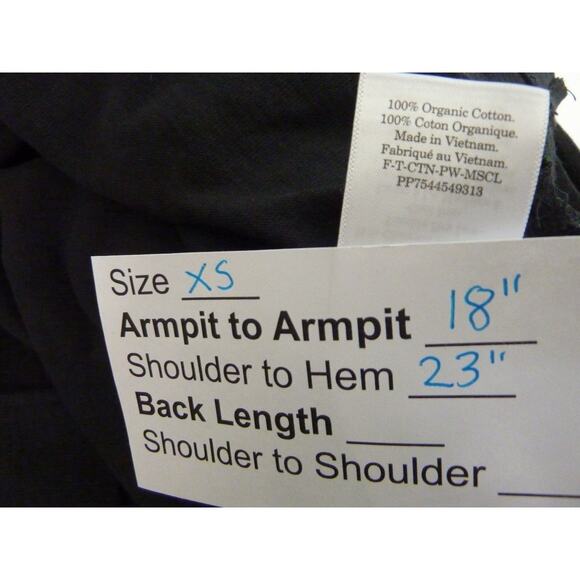 100% Organic Cotton.
100% Coton Organique.
Made in Vietnam.
Fabriqué au Vietnam.
F-T-CTN-PW-MSCL
PP7544549313
Size XS
Armpit to Armpit 18"
Shoulder to Hem 23"
Back Length
Shoulder to Shoulder